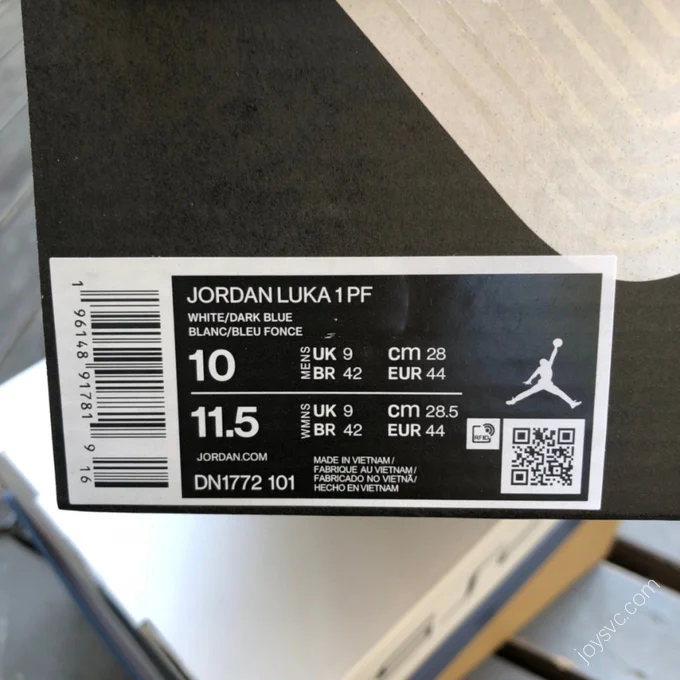 JORDAN LUKA 1 PF
WHITE/DARK BLUE
BLANC/BLEU FONCE
10 MENS UK 9 cm 28
BR 42 EUR 44
11.5 WMNS UK 9 cm 28.5
BR 42 EUR 44
JORDAN.COM
DN1772 101
MADE IN VIETNAM/
FABRIQUE AU VIETNAM/
FABRICADO NO VIETNÃ/
HECHO EN VIETNAM
RFID
1 96148 91781 9 16
joysvc.com